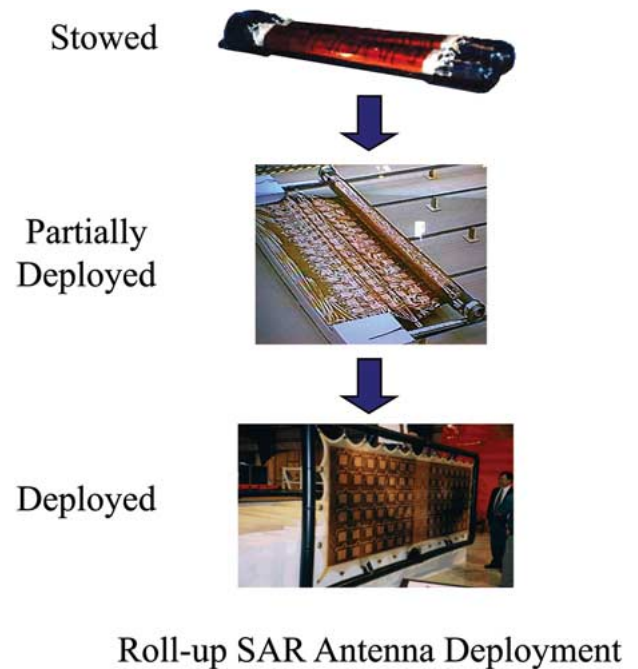 Stowed
Partially
Deployed
Deployed
Roll-up SAR Antenna Deployment